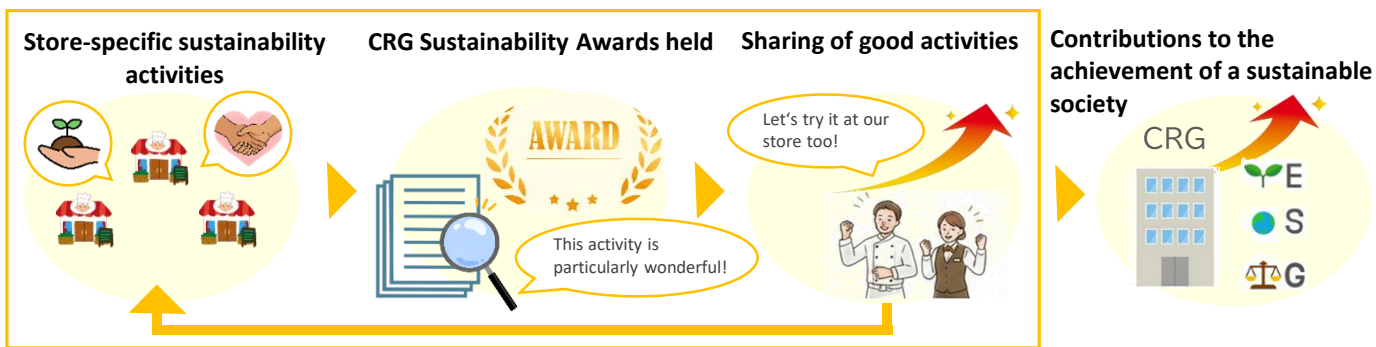 Store-specific sustainability
activities
CRG Sustainability Awards held
AWARD
This activity is
particularly wonderful!
Sharing of good activities
Let's try it at our
store too!
Contributions to the
achievement of a sustainable
society
CRG
E
S
G